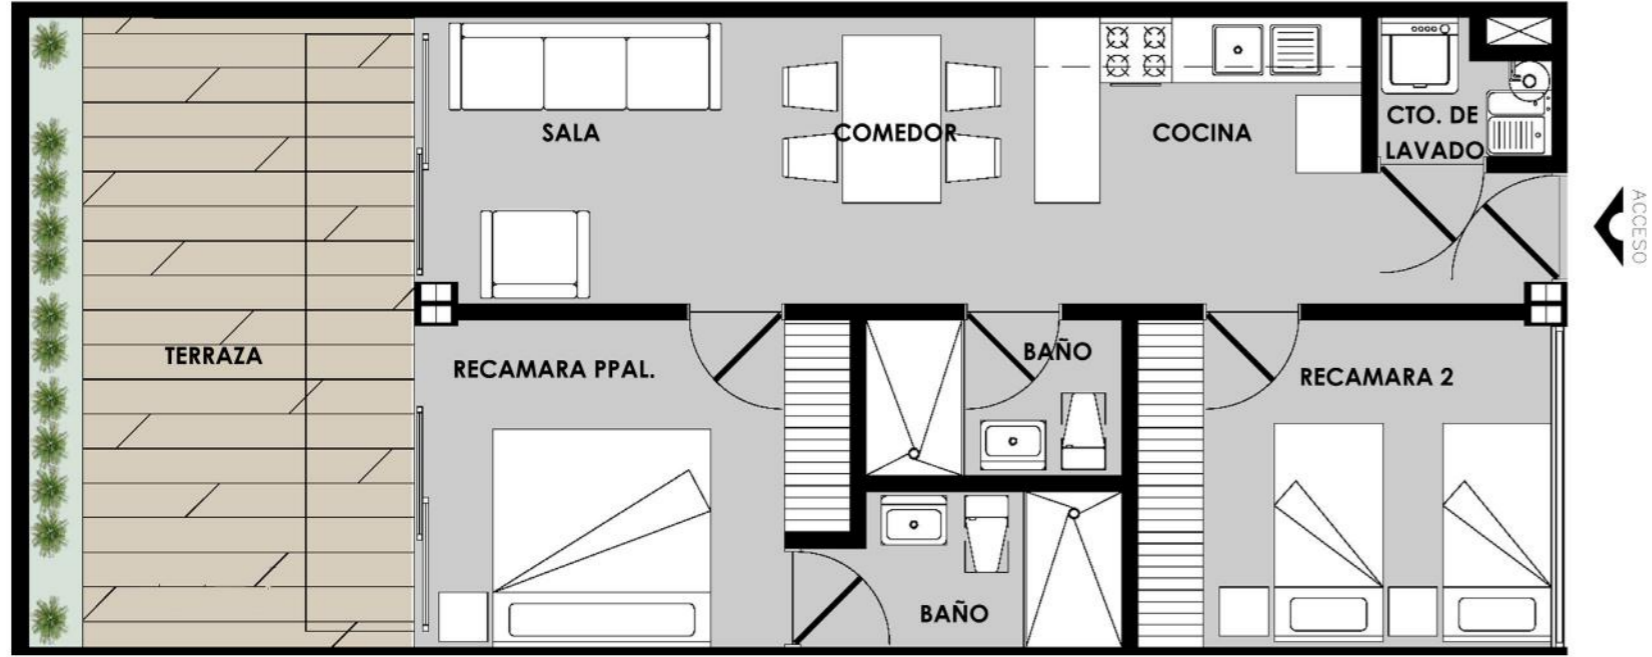 SALA
COMEDOR
COCINA
CTO. DE
LAVADO
ACCESO
TERRAZA
RECAMARA PPAL.
BAÑO
RECAMARA 2
BAÑO